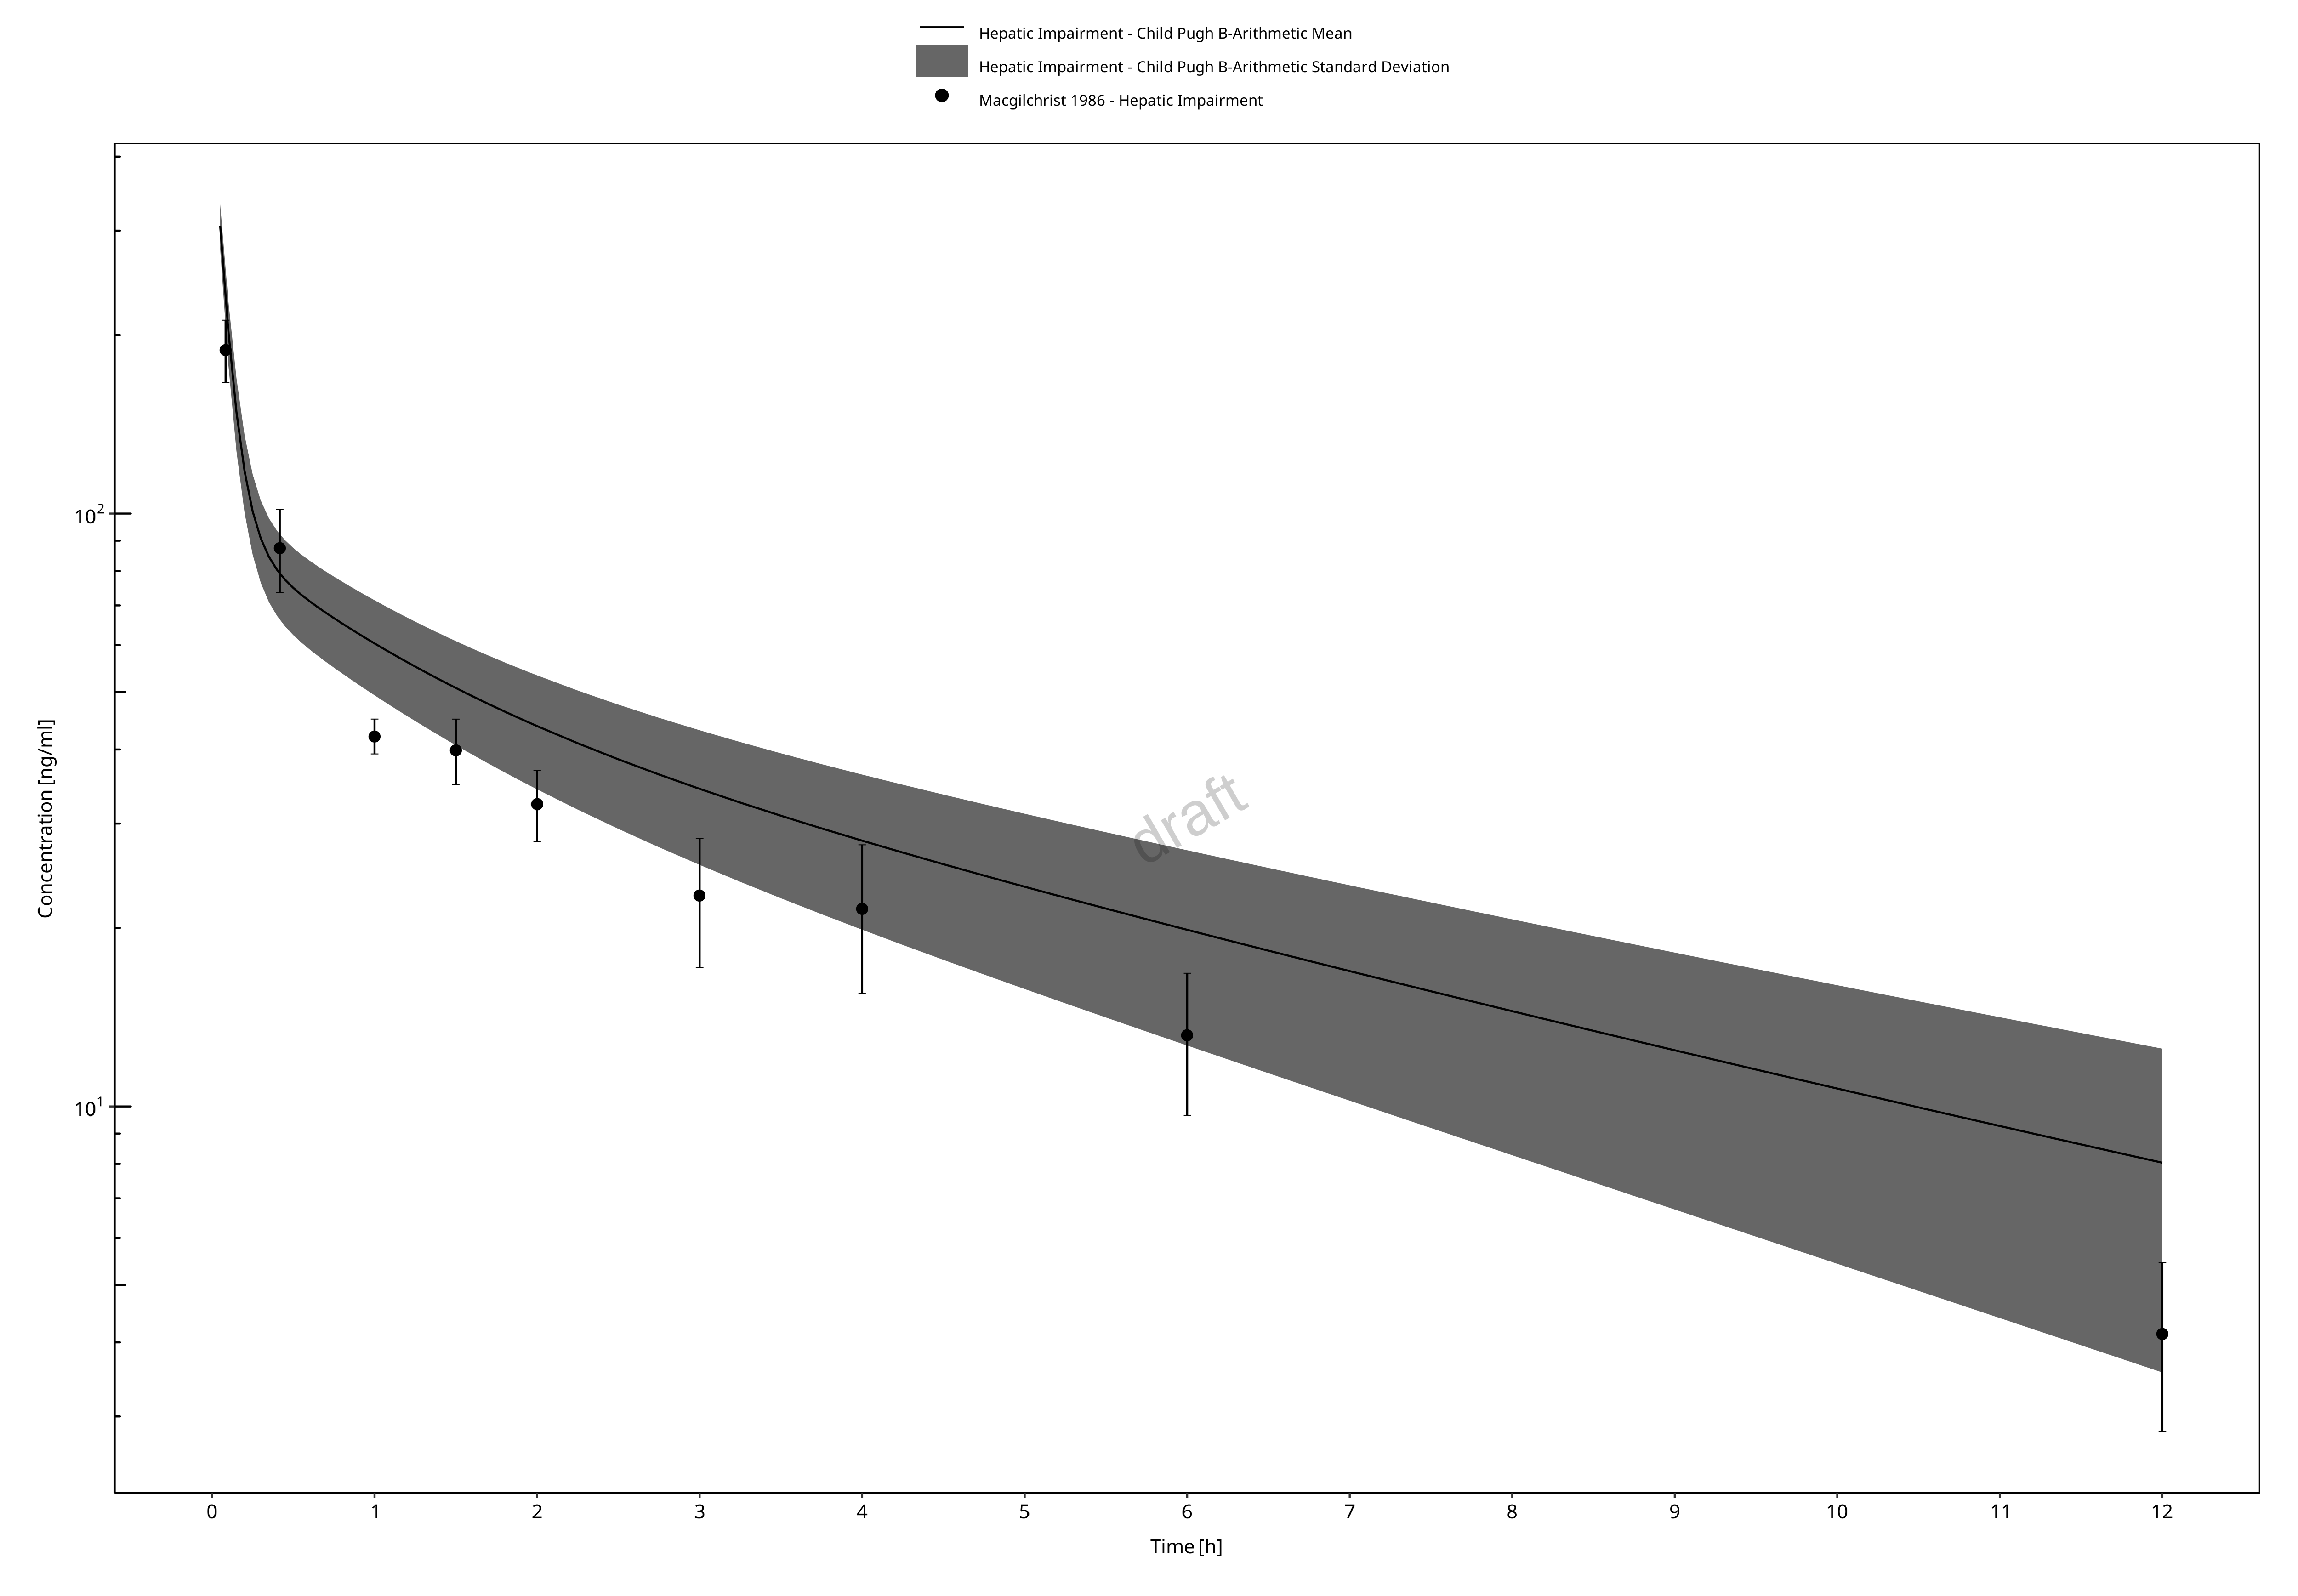 Hepatic Impairment - Child Pugh B-Arithmetic Mean
Hepatic Impairment - Child Pugh B-Arithmetic Standard Deviation
Macgilchrist 1986 - Hepatic Impairment
10²
10¹
Concentration [ng/ml]
draft
0 1 2 3 4 5 6 7 8 9 10 11 12
Time [h]